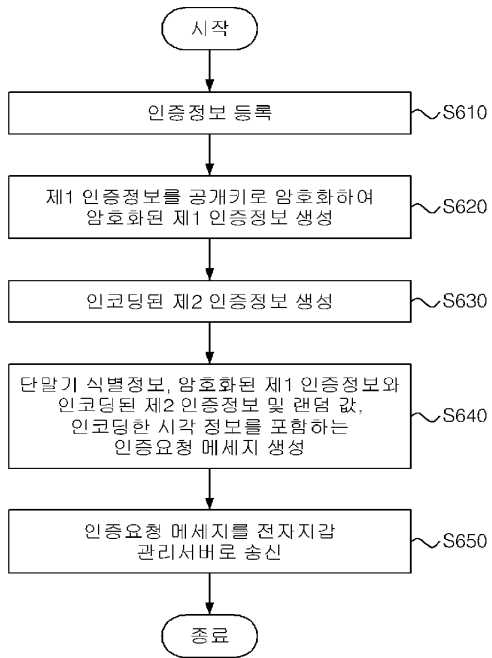 시작
인증정보 등록
S610
제1 인증정보를 공개키로 암호화하여
암호화된 제1 인증정보 생성
S620
인코딩된 제2 인증정보 생성
S630
단말기 식별정보, 암호화된 제1 인증정보와
인코딩된 제2 인증정보 및 랜덤 값,
인코딩한 시각 정보를 포함하는
인증요청 메세지 생성
S640
인증요청 메세지를 전자지갑
관리서버로 송신
S650
종료